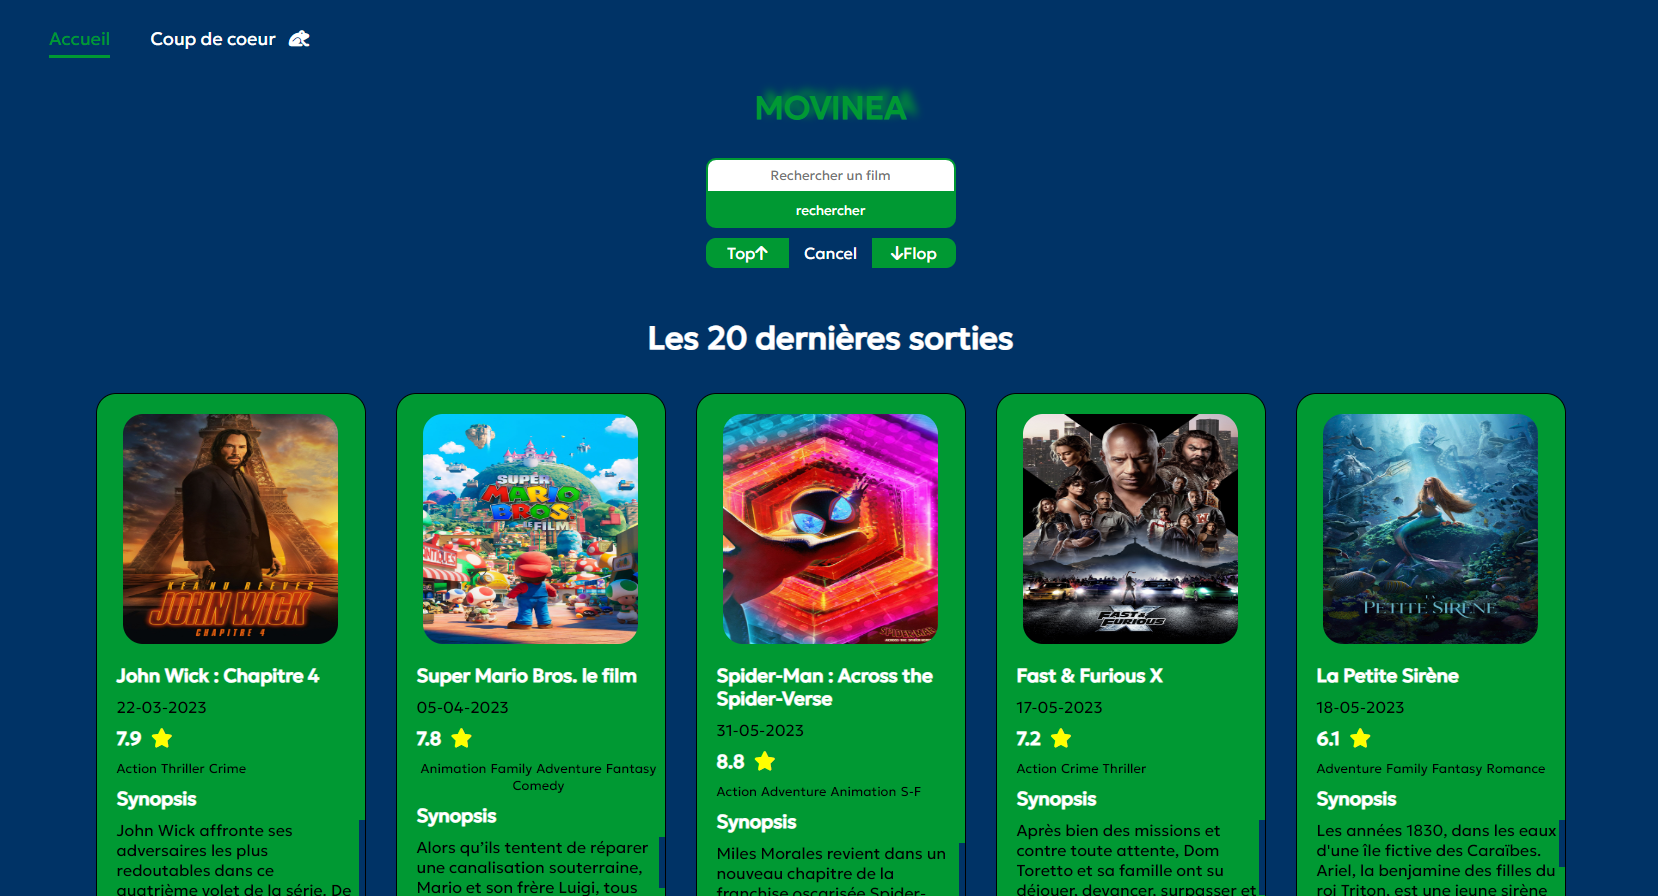 Accueil Coup de coeur
MOVINEA
Rechercher un film
rechercher
Top Cancel Flop
Les 20 dernières sorties
KEANU REEVES
JOHN WICK
CHAPITRE 4
John Wick : Chapitre 4
22-03-2023
7.9
Action Thriller Crime
Synopsis
John Wick affronte ses
adversaires les plus
redoutables dans ce
quatrième volet de la série. De
SUPER
MARIO
BROS.
LE FILM
Super Mario Bros. le film
05-04-2023
7.8
Animation Family Adventure Fantasy
Comedy
Synopsis
Alors qu’ils tentent de réparer
une canalisation souterraine,
Mario et son frère Luigi, tous
Spider-Man : Across the
Spider-Verse
31-05-2023
8.8
Action Adventure Animation S-F
Synopsis
Miles Morales revient dans un
nouveau chapitre de la
franchise oscarisée Spider-
FAST &
FURIOUS
Fast & Furious X
17-05-2023
7.2
Action Crime Thriller
Synopsis
Après bien des missions et
contre toute attente, Dom
Toretto et sa famille ont su
déjouer, devancer, surpasser et
LA
PETITE SIRÈNE
La Petite Sirène
18-05-2023
6.1
Adventure Family Fantasy Romance
Synopsis
Les années 1830, dans les eaux
d'une île fictive des Caraïbes.
Ariel, la benjamine des filles du
roi Triton, est une jeune sirène